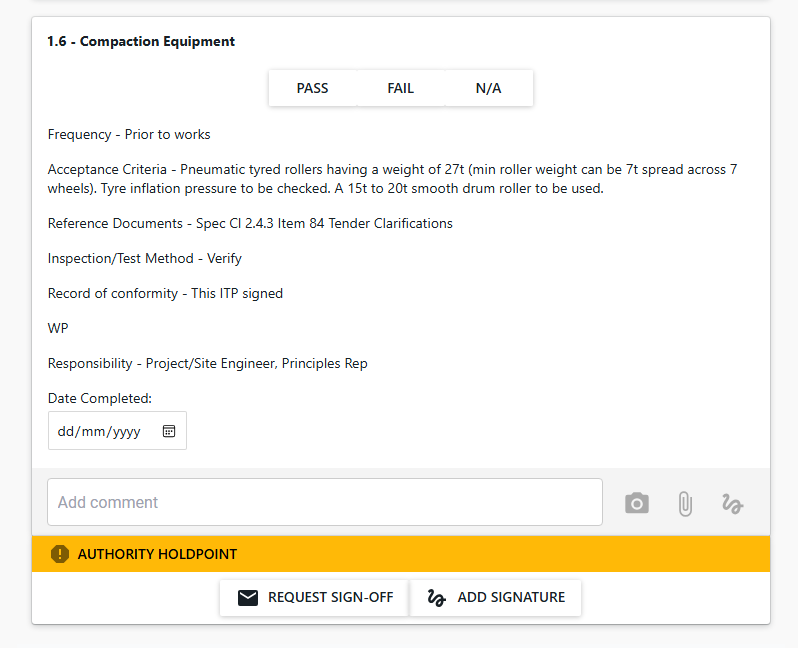 1.6 - Compaction Equipment
PASS FAIL N/A
Frequency - Prior to works
Acceptance Criteria - Pneumatic tyred rollers having a weight of 27t (min roller weight can be 7t spread across 7
wheels). Tyre inflation pressure to be checked. A 15t to 20t smooth drum roller to be used.
Reference Documents - Spec Cl 2.4.3 Item 84 Tender Clarifications
Inspection/Test Method - Verify
Record of conformity - This ITP signed
WP
Responsibility - Project/Site Engineer, Principles Rep
Date Completed:
dd/mm/yyyy
Add comment
AUTHORITY HOLDPOINT
REQUEST SIGN-OFF ADD SIGNATURE